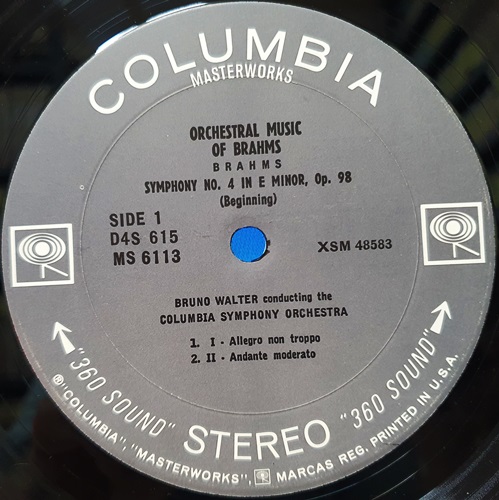 COLUMBIA
MASTERWORKS
ORCHESTRAL MUSIC
OF BRAHMS
BRAHMS
SYMPHONY NO. 4 IN E MINOR, Op. 98
(Beginning)
SIDE 1
D4S 615
MS 6113
XSM 48583
BRUNO WALTER conducting the
COLUMBIA SYMPHONY ORCHESTRA
1. I - Allegro non troppo
2. II - Andante moderato
"360 SOUND" STEREO "360 SOUND"
®"COLUMBIA", "MASTERWORKS", MARCAS REG. PRINTED IN U.S.A.